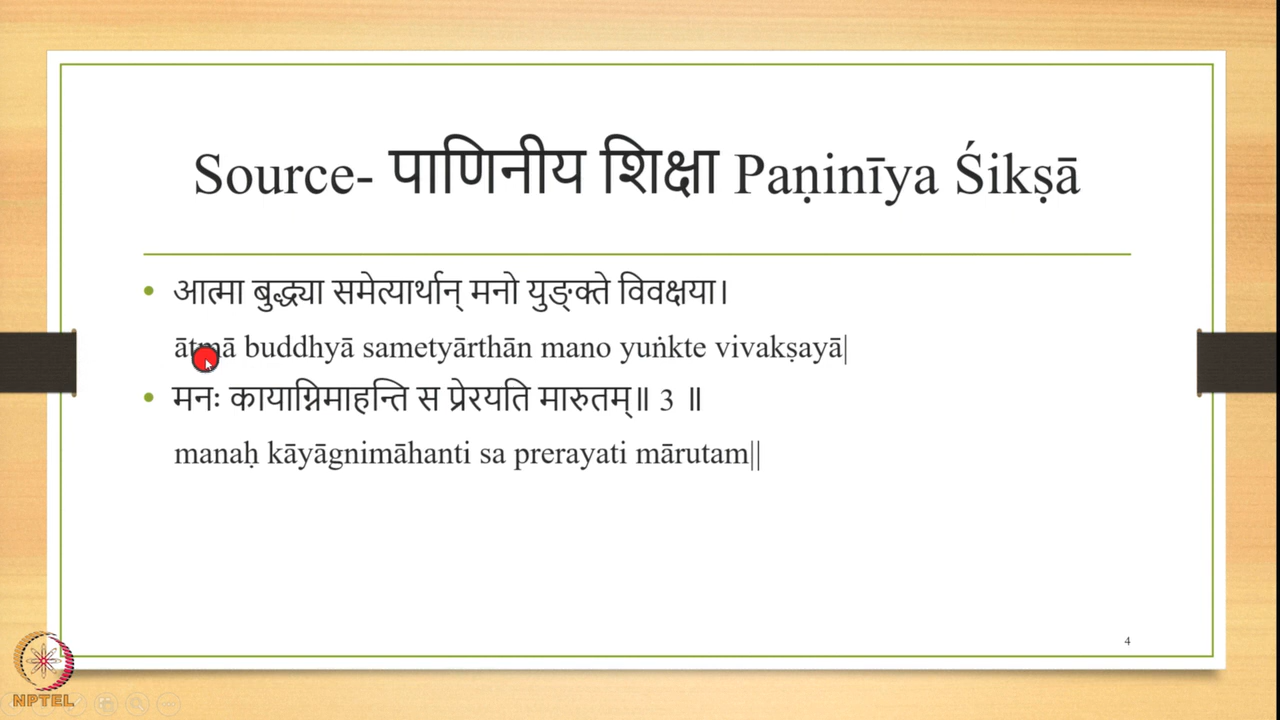 Source- पाणिनीय शिक्षा Paṇinīya Śikṣā
• आत्मा बुद्ध्या समेत्यार्थान् मनो युङ्क्ते विवक्षया।
ātmā buddhyā sametyārthān mano yuṅkte vivakṣayā|
• मनः कायाग्निमाहन्ति स प्रेरयति मारुतम्॥ 3 ॥
manaḥ kāyāgnimāhanti sa prerayati mārutam||
4
NPTEL